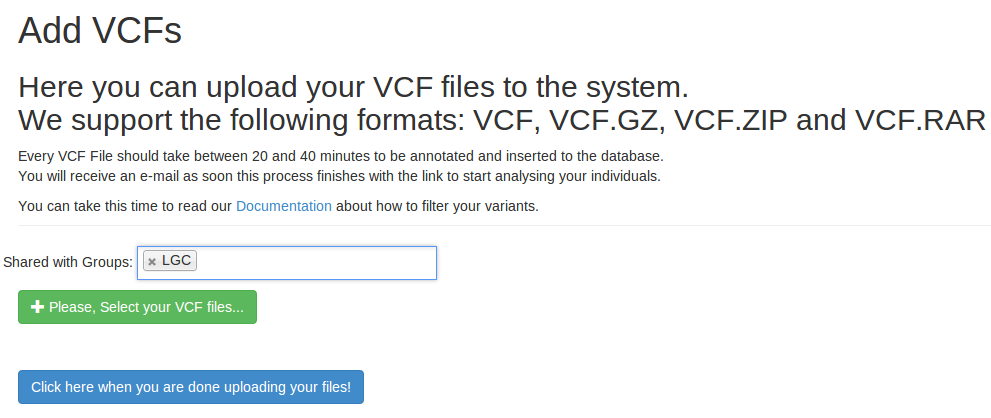 Add VCFs
Here you can upload your VCF files to the system.
We support the following formats: VCF, VCF.GZ, VCF.ZIP and VCF.RAR
Every VCF File should take between 20 and 40 minutes to be annotated and inserted to the database.
You will receive an e-mail as soon this process finishes with the link to start analysing your individuals.
You can take this time to read our Documentation about how to filter your variants.
Shared with Groups: × LGC
+ Please, Select your VCF files...
Click here when you are done uploading your files!